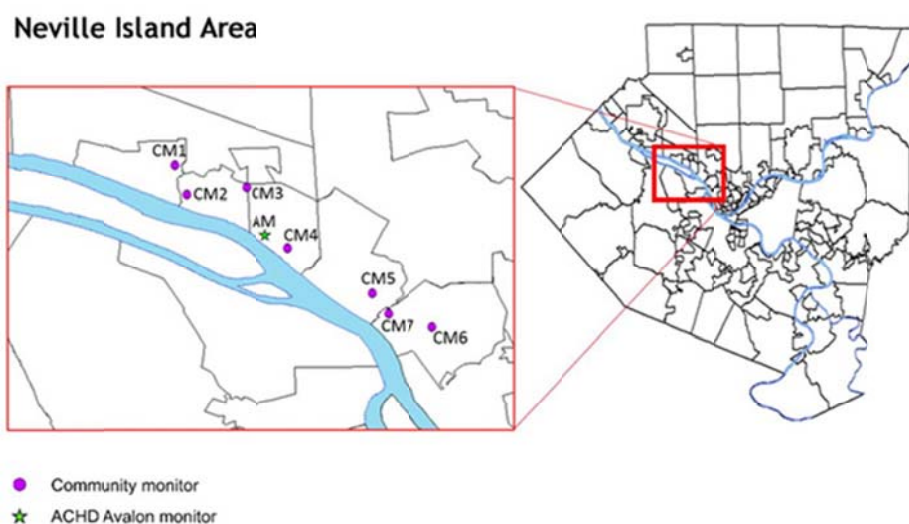 Neville Island Area
CM1
CM2
CM3
AM
CM4
CM5
CM7
CM6
Community monitor
ACHD Avalon monitor